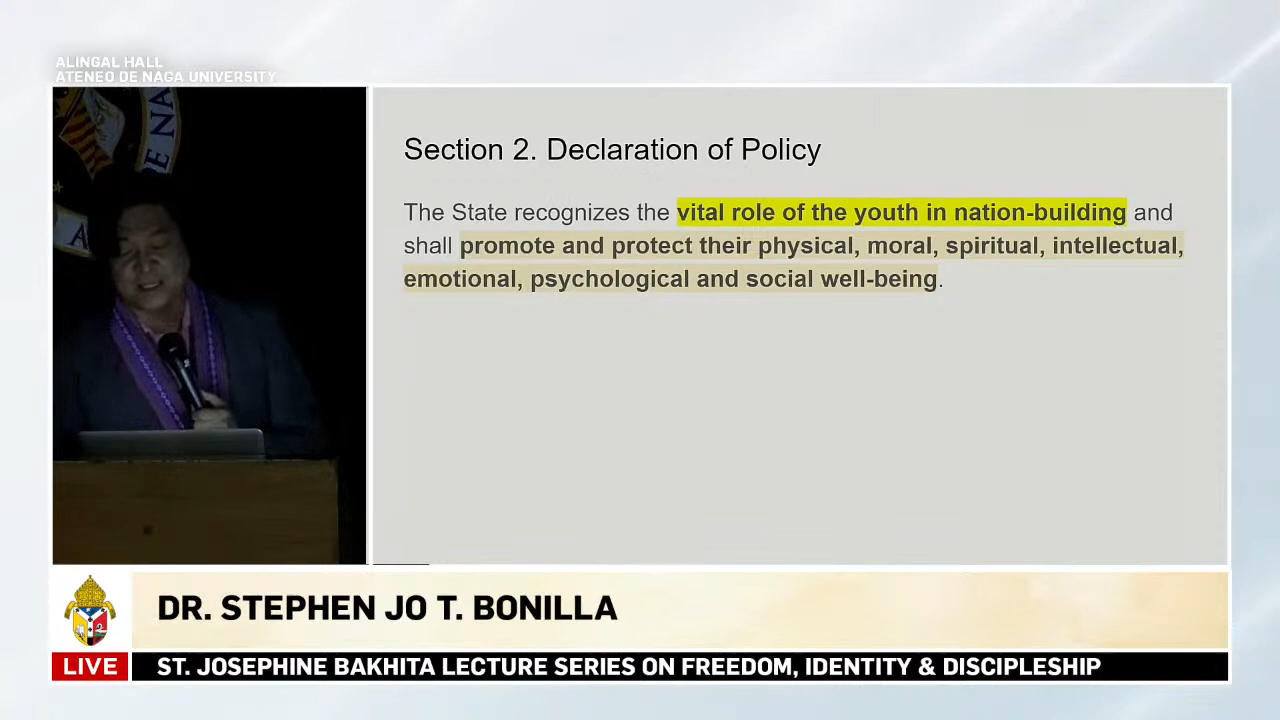 ALINGAL HALL
ATENEO DE NAGA UNIVERSITY
Section 2. Declaration of Policy
The State recognizes the vital role of the youth in nation-building and
shall promote and protect their physical, moral, spiritual, intellectual,
emotional, psychological and social well-being.
DR. STEPHEN JO T. BONILLA
LIVE
ST. JOSEPHINE BAKHITA LECTURE SERIES ON FREEDOM, IDENTITY & DISCIPLESHIP